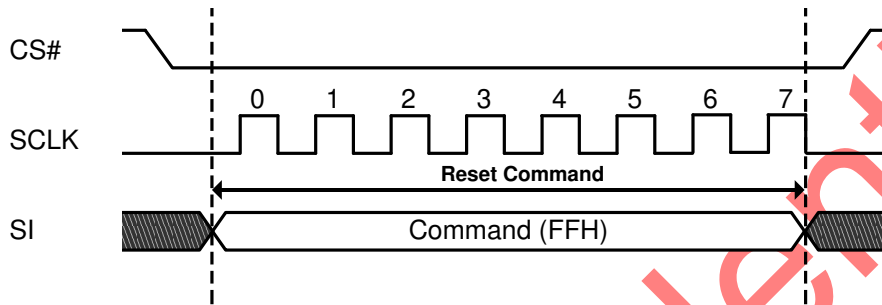 CS#
0 1 2 3 4 5 6 7
SCLK
Reset Command
SI
Command (FFH)